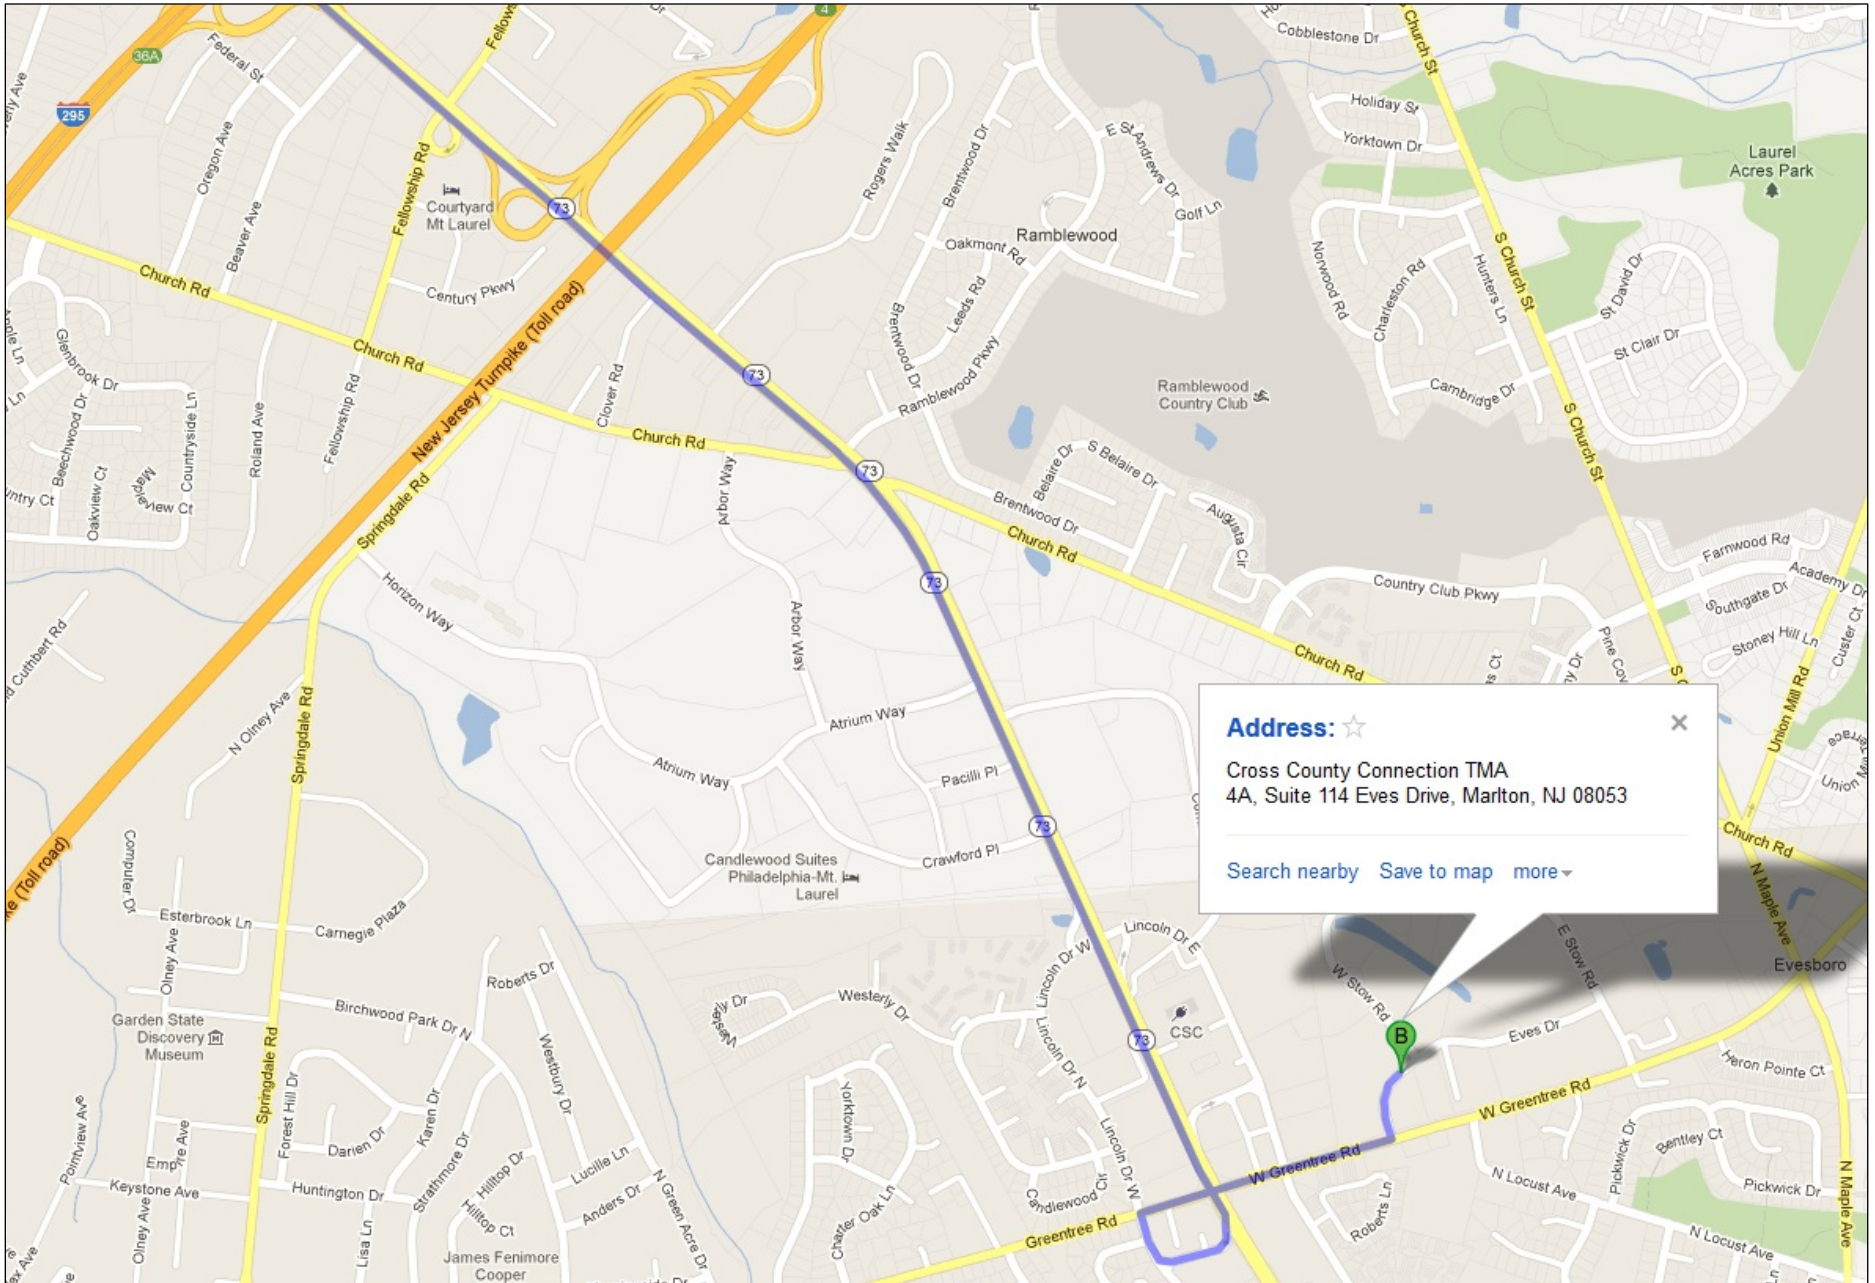 Address:
Cross County Connection TMA
4A, Suite 114 Eves Drive, Marlton, NJ 08053
Search nearby Save to map more
B
4
36A
295
Federal St
Fellowship Rd
Oregon Ave
Beaver Ave
Courtyard
Mt Laurel
73
Century Pkwy
Church Rd
Church Rd
New Jersey Turnpike (Toll road)
Glenbrook Dr
Beechwood Dr
Countryside Ln
Oakview Ct
Roland Ave
Fellowship Rd
Clover Rd
Church Rd
73
73
Arbor Way
Springdale Rd
Horizon Way
Arbor Way
73
Rogers Walk
Brentwood Dr
E St Andrews Dr
Golf Ln
Ramblewood
Oakmont Rd
Leeds Rd
Brentwood Dr
Ramblewood Pkwy
Ramblewood
Country Club
Belaire Dr
S Belaire Dr
Brentwood Dr
Augusta Cir
Church Rd
Country Club Pkwy
Church Rd
Cobblestone Dr
S Church St
Holiday St
Yorktown Dr
Laurel
Acres Park
Norwood Rd
Charleston Rd
Hunters Ln
S Church St
St David Dr
St Clair Dr
Cambridge Dr
S Church St
Farnwood Rd
Academy Dr
Southgate Dr
Stoney Hill Ln
Custer Ct
Union Mill Rd
Church Rd
N Maple Ave
Evesboro
N Olney Ave
Springdale Rd
Atrium Way
Atrium Way
Pacilli Pl
73
Crawford Pl
Candlewood Suites
Philadelphia-Mt.
Laurel
Computer Dr
Esterbrook Ln
Carnegie Plaza
Olney Ave
Roberts Dr
Birchwood Park Dr N
Garden State
Discovery
Museum
Westbury Dr
Springdale Rd
Forest Hill Dr
Karen Dr
Darien Dr
Strathmore Dr
Pointview Ave
Empire Ave
Keystone Ave
Huntington Dr
Olney Ave
Lisa Ln
Hilltop Ct
Lucille Ln
Anders Dr
N Green Acre Dr
James Fenimore
Cooper
Westerly Dr
Westerly Dr
Lincoln Dr W
Lincoln Dr E
Lincoln Dr N
Lincoln Dr W
CSC
73
Yorktown Dr
Charter Oak Ln
Candlewood Cir
Greentree Rd
W Greentree Rd
W Greentree Rd
W Stow Rd
E Stow Rd
Eves Dr
Heron Pointe Ct
Roberts Ln
N Locust Ave
N Locust Ave
Pickwick Dr
Bentley Ct
Pickwick Dr
N Maple Ave